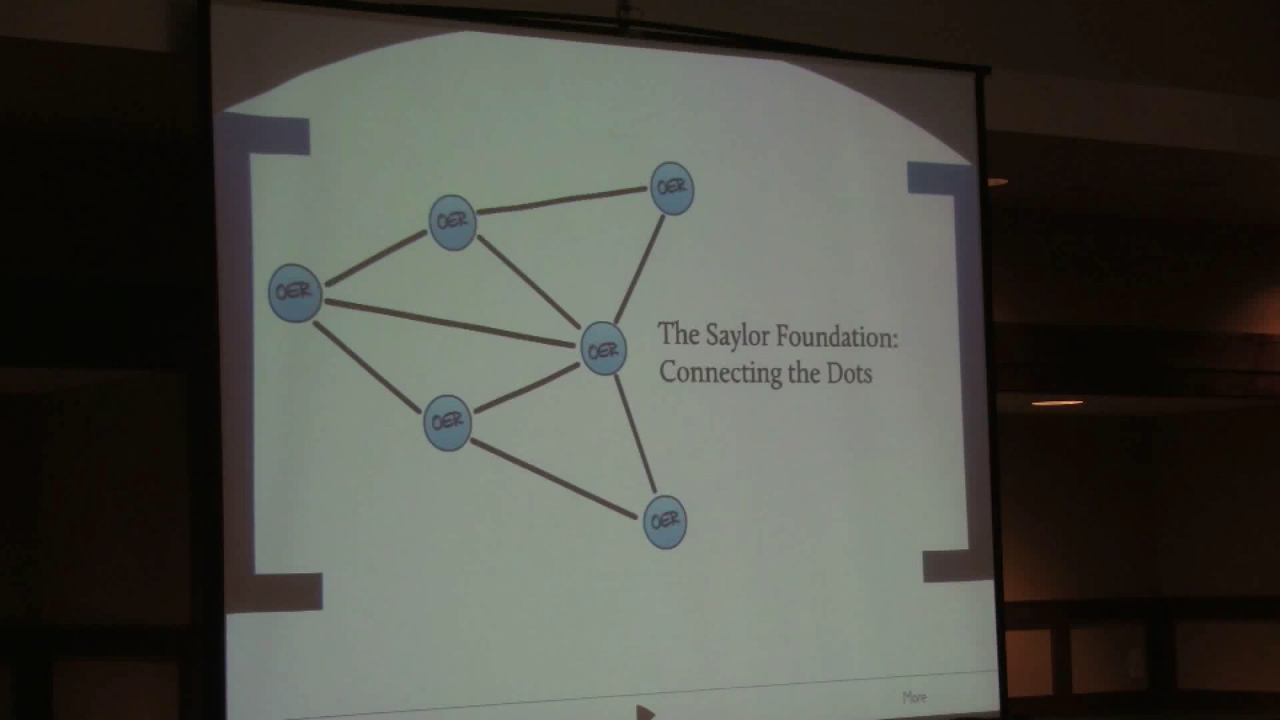 OER
OER
OER
OER
The Saylor Foundation:
Connecting the Dots
OER
OER
More